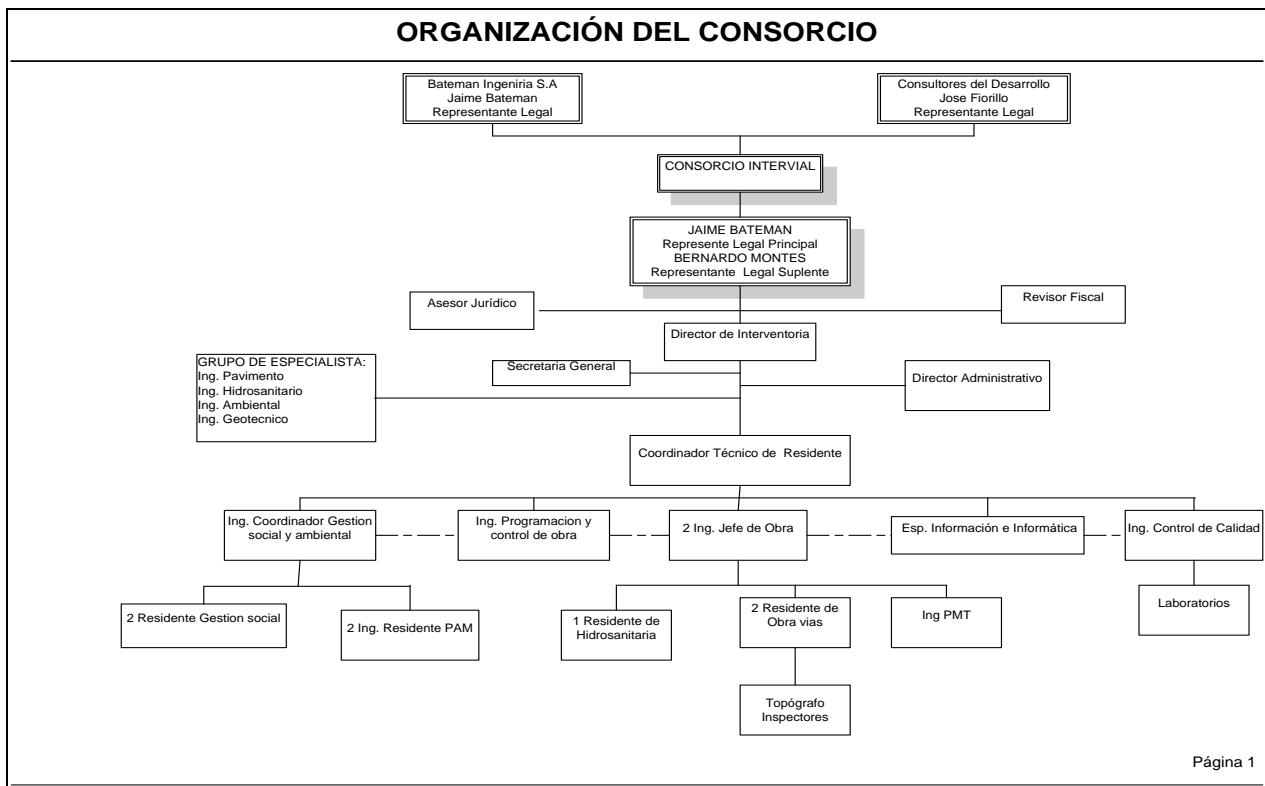 ORGANIZACIÓN DEL CONSORCIO
Bateman Ingeniria S.A
Jaime Bateman
Representante Legal
Consultores del Desarrollo
Jose Fiorillo
Representante Legal
CONSORCIO INTERVIAL
JAIME BATEMAN
Represente Legal Principal
BERNARDO MONTES
Representante Legal Suplente
Asesor Jurídico
Revisor Fiscal
Director de Interventoria
GRUPO DE ESPECIALISTA:
Ing. Pavimento
Ing. Hidrosanitario
Ing. Ambiental
Ing. Geotecnico
Secretaria General
Director Administrativo
Coordinador Técnico de Residente
Ing. Coordinador Gestion
social y ambiental
Ing. Programacion y
control de obra
2 Ing. Jefe de Obra
Esp. Información e Informática
Ing. Control de Calidad
2 Residente Gestion social
2 Ing. Residente PAM
1 Residente de
Hidrosanitaria
2 Residente de
Obra vias
Ing PMT
Laboratorios
Topógrafo
Inspectores
Página 1